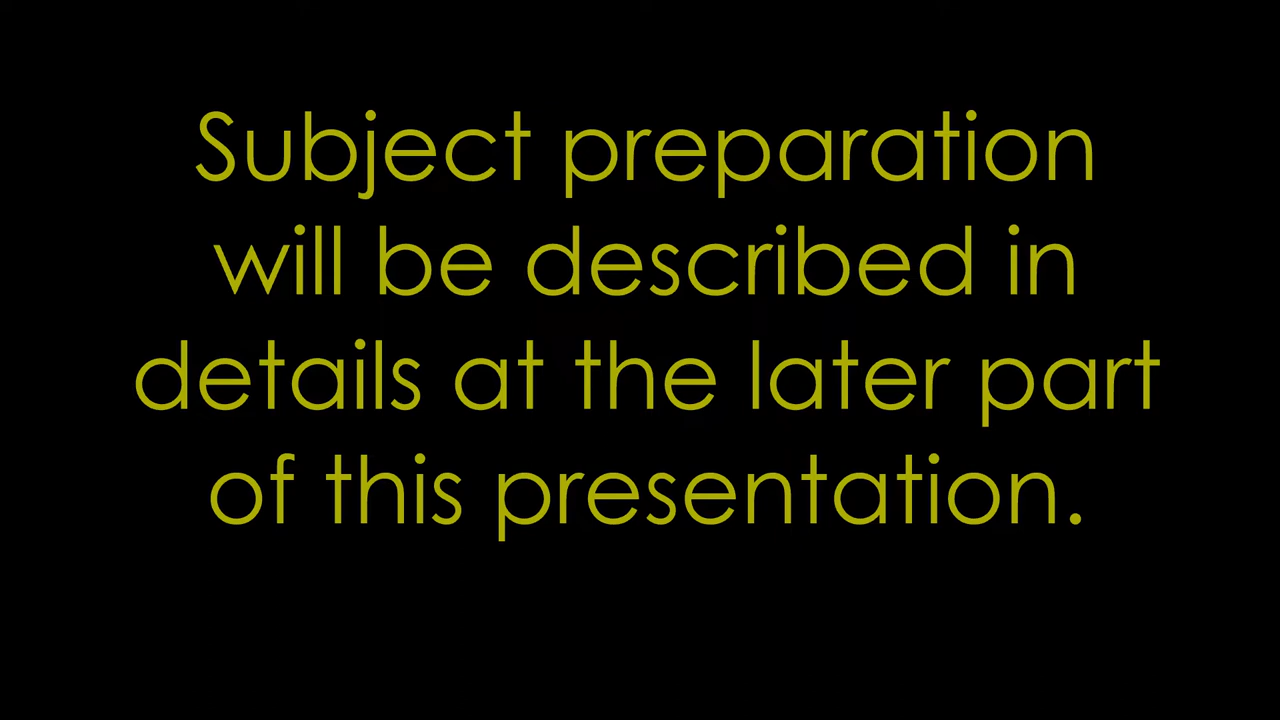 Subject preparation
will be described in
details at the later part
of this presentation.